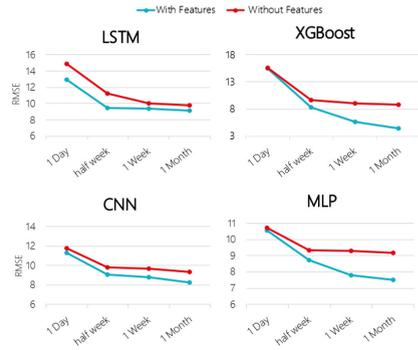 With Features Without Features
LSTM
XGBoost
16
14
12
10
8
6
RMSE
1 Day
half week
1 Week
1 Month
18
13
8
3
1 Day
half week
1 Week
1 Month
CNN
MLP
14
12
10
8
6
RMSE
1 Day
half week
1 Week
1 Month
11
10
9
8
7
6
1 Day
half week
1 Week
1 Month